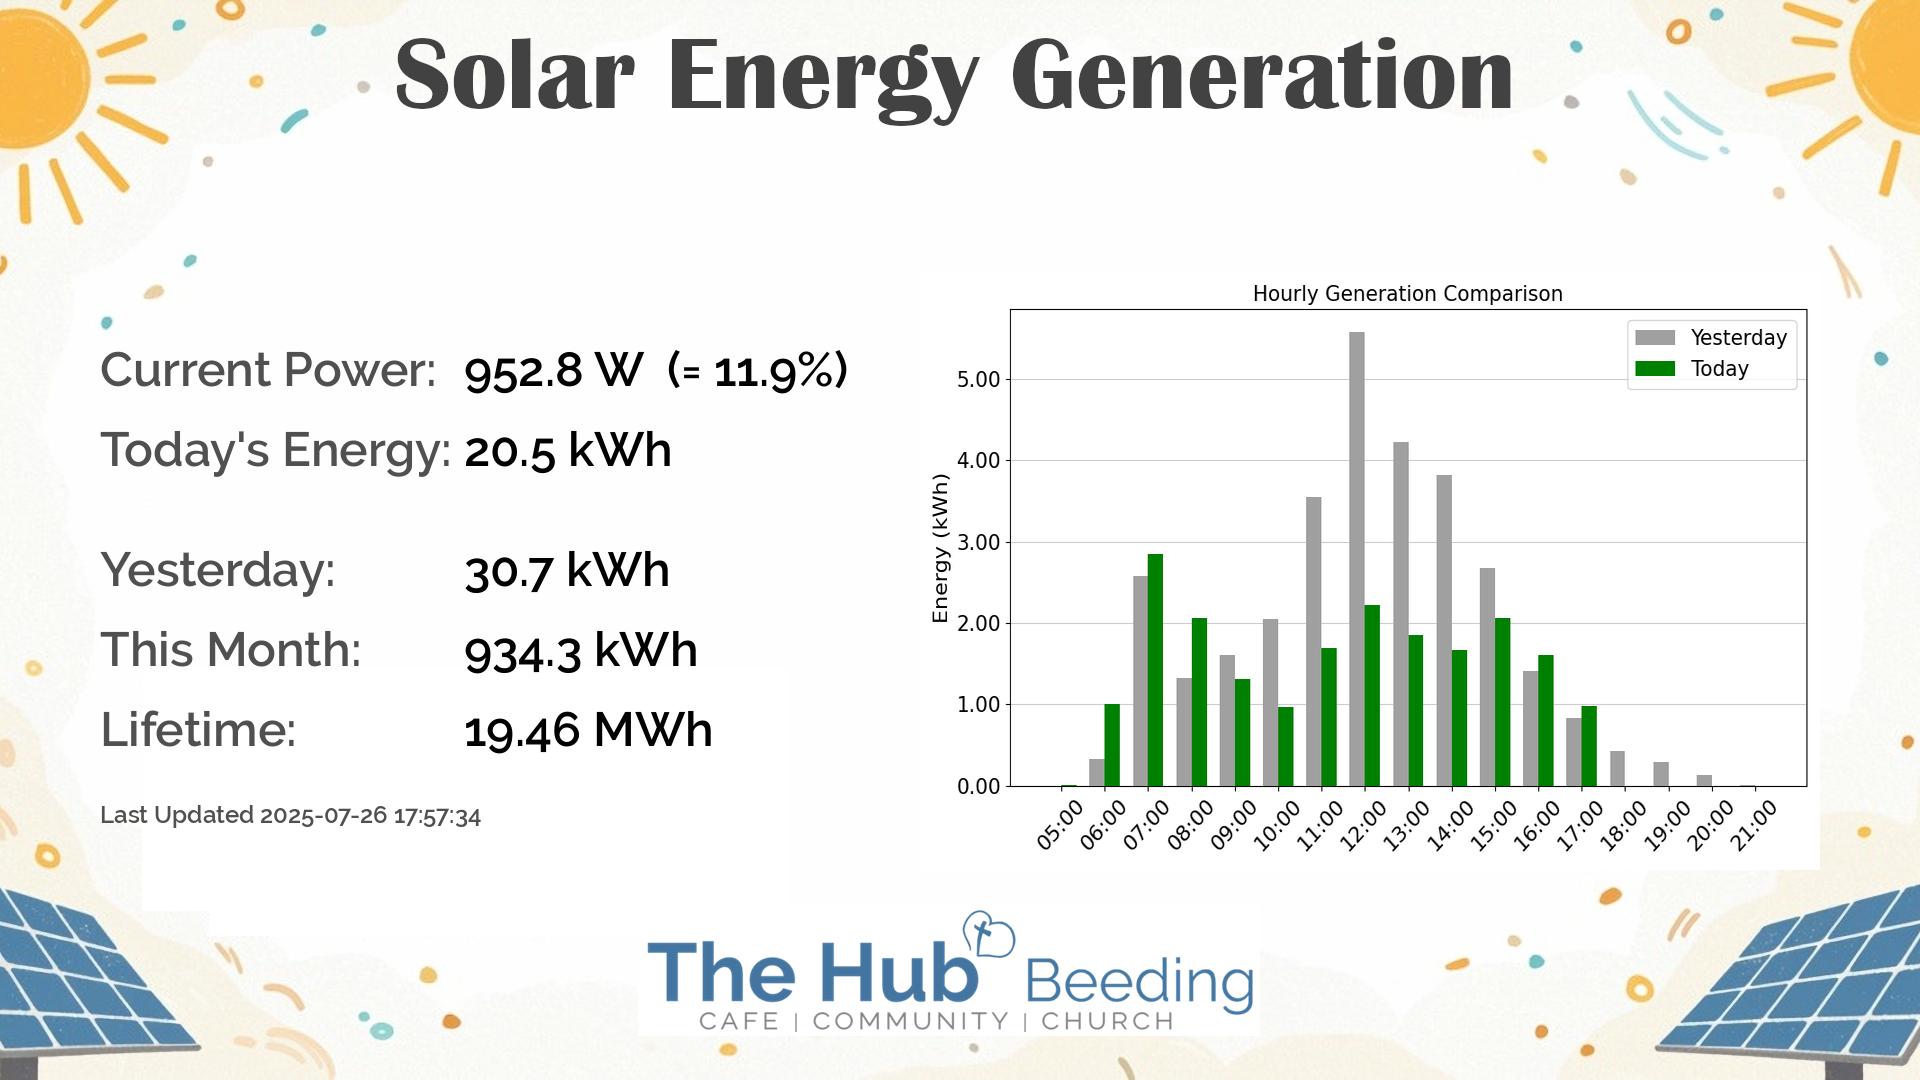 Solar Energy Generation
Current Power: 952.8 W (= 11.9%)
Today's Energy: 20.5 kWh
Yesterday: 30.7 kWh
This Month: 934.3 kWh
Lifetime: 19.46 MWh
Last Updated 2025-07-26 17:57:34
Hourly Generation Comparison
Yesterday
Today
Energy (kWh)
5.00
4.00
3.00
2.00
1.00
0.00
05:00 06:00 07:00 08:00 09:00 10:00 11:00 12:00 13:00 14:00 15:00 16:00 17:00 18:00 19:00 20:00 21:00
The Hub Beeding
CAFE | COMMUNITY | CHURCH